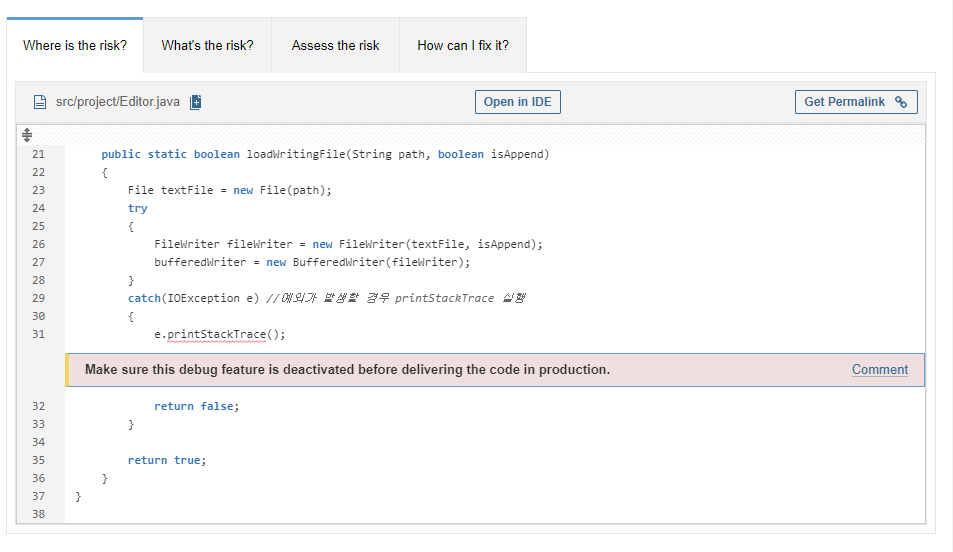 Where is the risk? What's the risk? Assess the risk How can I fix it?
src/project/Editor.java Open in IDE Get Permalink
21 public static boolean loadWritingFile(String path, boolean isAppend)
22 {
23 File textFile = new File(path);
24 try
25 {
26 FileWriter fileWriter = new FileWriter(textFile, isAppend);
27 bufferedWriter = new BufferedWriter(fileWriter);
28 }
29 catch(IOException e) //예외가 발생할 경우 printStackTrace 실행
30 {
31 e.printStackTrace();
Make sure this debug feature is deactivated before delivering the code in production. Comment
32 return false;
33 }
34
35 return true;
36 }
37 }
38